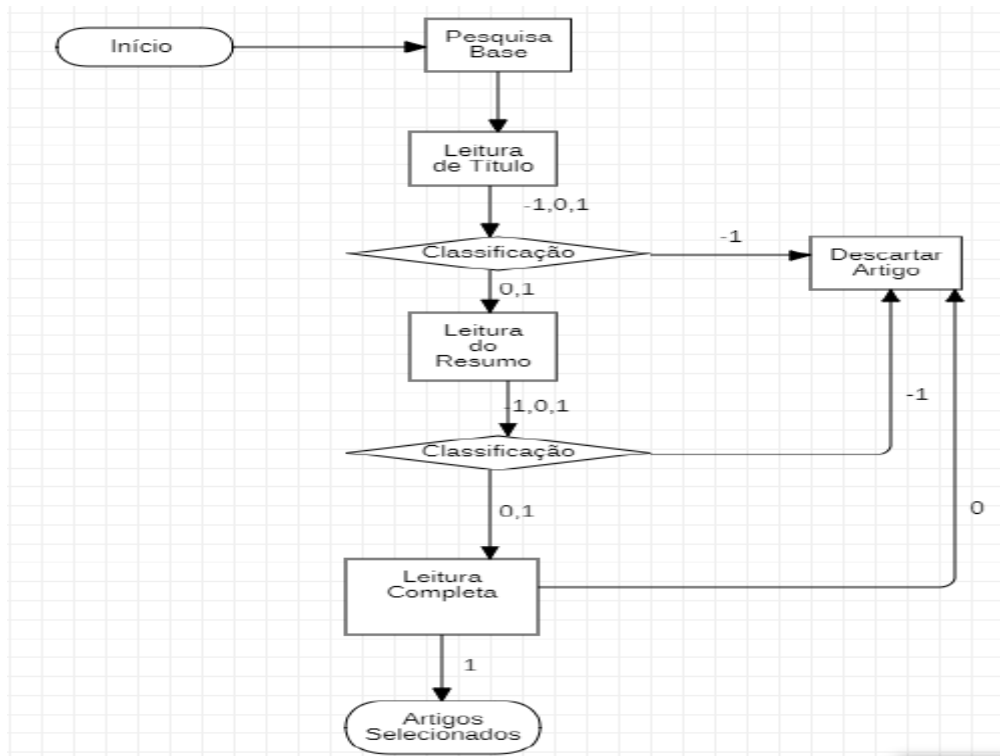 Início
Pesquisa
Base
Leitura
de Título
-1,0,1
Classificação
-1
Descartar
Artigo
0,1
Leitura
do
Resumo
-1
-1,0,1
Classificação
0,1
0
Leitura
Completa
1
Artigos
Selecionados